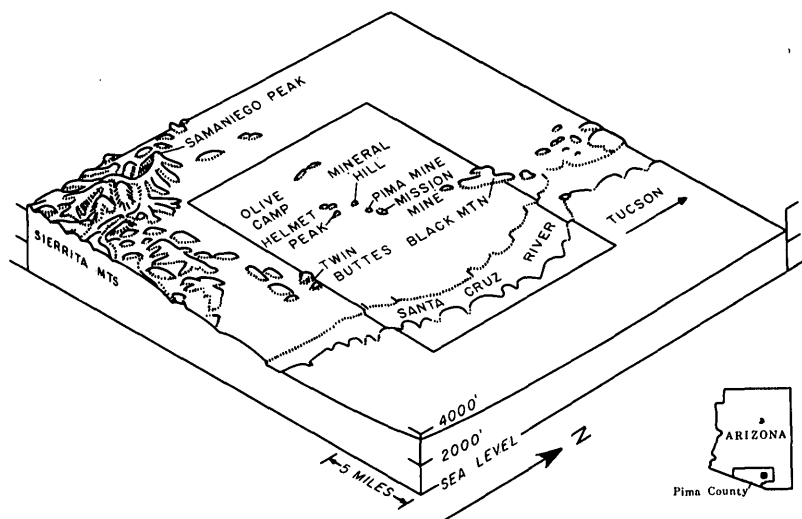 SAMANIEGO PEAK
MINERAL
HILL
PIMA MINE
MISSION
MINE
OLIVE
CAMP
HELMET
PEAK
BLACK MTN
TUCSON
TWIN
BUTTES
SIERRITA MTS
SANTA CRUZ RIVER
4000'
2000'
SEA LEVEL
5 MILES
N
ARIZONA
Pima County